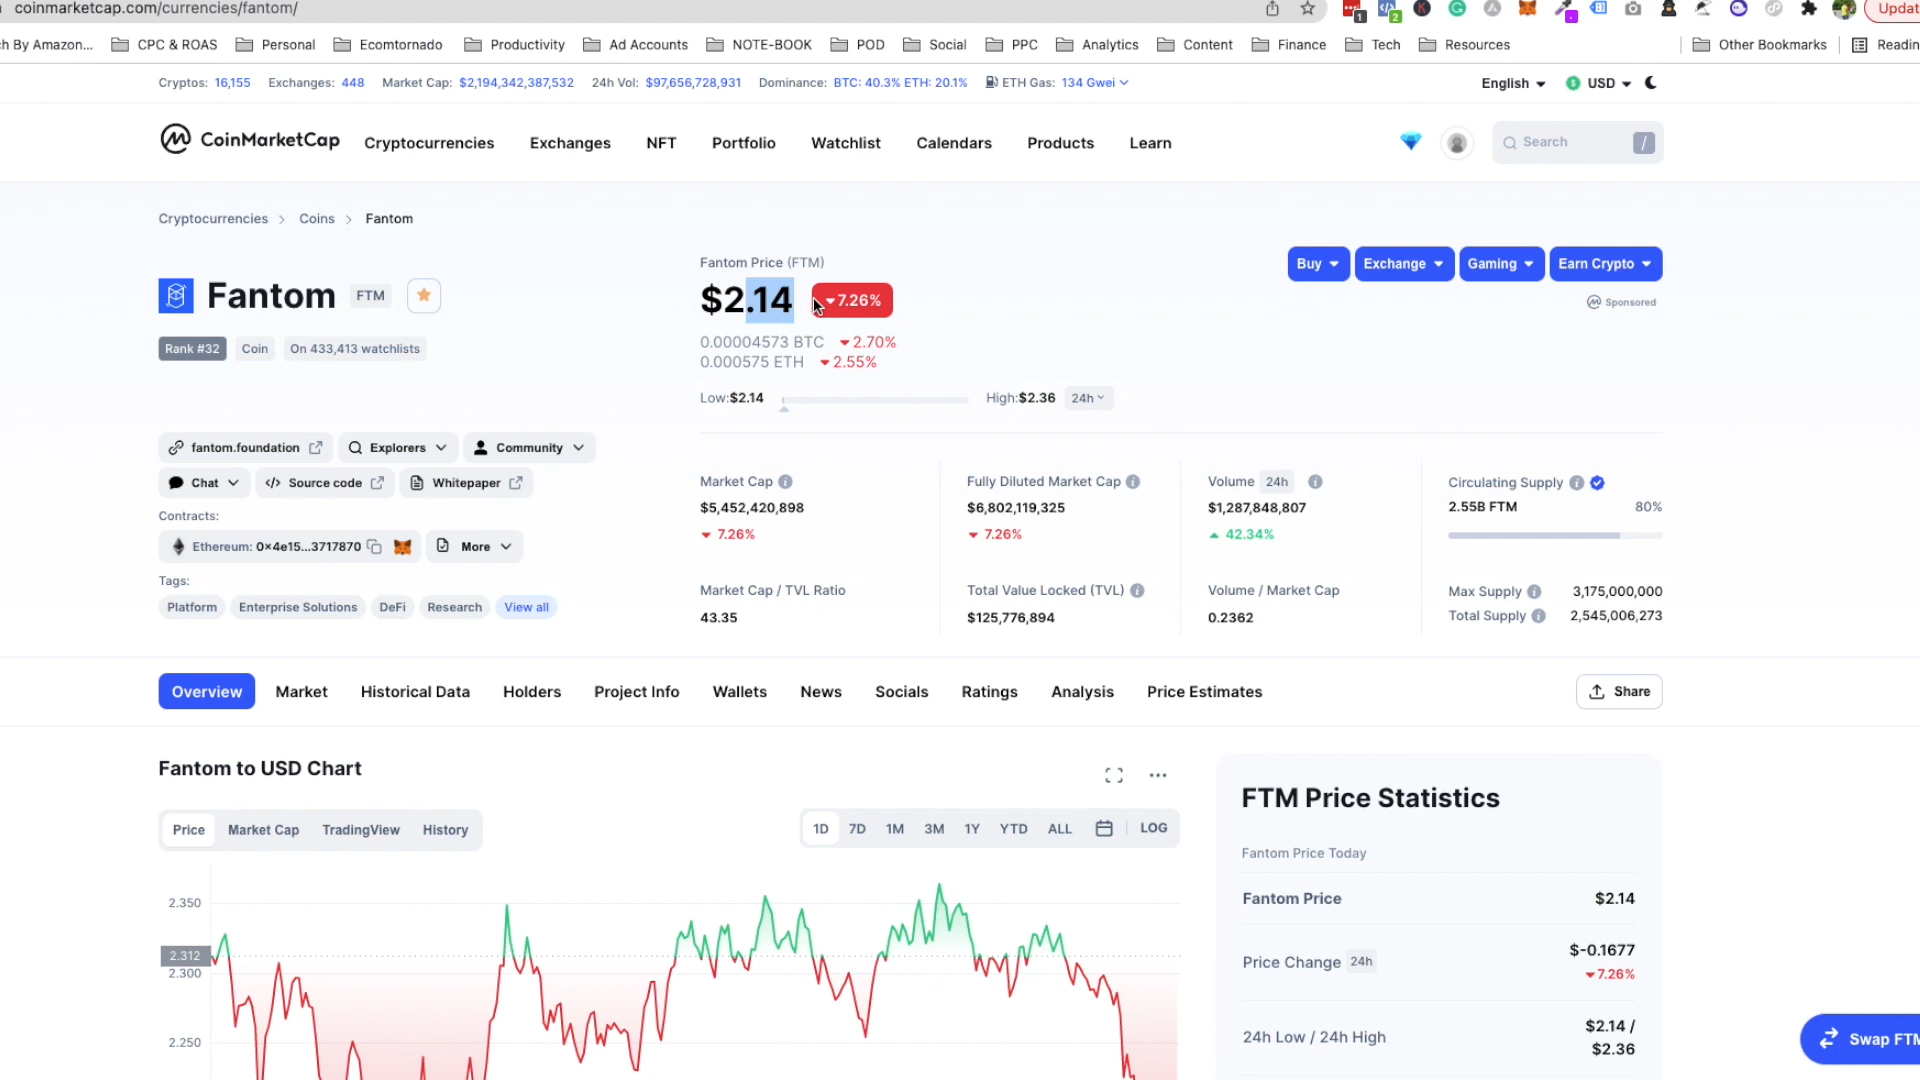 coinmarketcap.com/currencies/fantom/
Updat
ch By Amazon... CPC & ROAS Personal Ecomtornado Productivity Ad Accounts NOTE-BOOK POD Social PPC Analytics Content Finance Tech Resources Other Bookmarks Readin
Cryptos: 16,155 Exchanges: 448 Market Cap: $2,194,342,387,532 24h Vol: $97,656,728,931 Dominance: BTC: 40.3% ETH: 20.1% ETH Gas: 134 Gwei English USD
CoinMarketCap Cryptocurrencies Exchanges NFT Portfolio Watchlist Calendars Products Learn Search /
Cryptocurrencies > Coins > Fantom
Fantom Price (FTM)
Buy Exchange Gaming Earn Crypto
Fantom FTM
$2.14 7.26%
Sponsored
Rank #32 Coin On 433,413 watchlists
0.00004573 BTC 2.70%
0.000575 ETH 2.55%
Low:$2.14 High:$2.36 24h
fantom.foundation Explorers Community
Chat Source code Whitepaper
Contracts:
Ethereum: 0x4e15...3717870 More
Tags:
Platform Enterprise Solutions DeFi Research View all
Market Cap
$5,452,420,898
7.26%
Fully Diluted Market Cap
$6,802,119,325
7.26%
Volume 24h
$1,287,848,807
42.34%
Circulating Supply
2.55B FTM 80%
Market Cap / TVL Ratio
43.35
Total Value Locked (TVL)
$125,776,894
Volume / Market Cap
0.2362
Max Supply 3,175,000,000
Total Supply 2,545,006,273
Overview Market Historical Data Holders Project Info Wallets News Socials Ratings Analysis Price Estimates Share
Fantom to USD Chart
Price Market Cap TradingView History
1D 7D 1M 3M 1Y YTD ALL LOG
2.350
2.312
2.300
2.250
FTM Price Statistics
Fantom Price Today
Fantom Price $2.14
Price Change 24h $-0.1677
7.26%
24h Low / 24h High $2.14 /
$2.36
Swap FTM